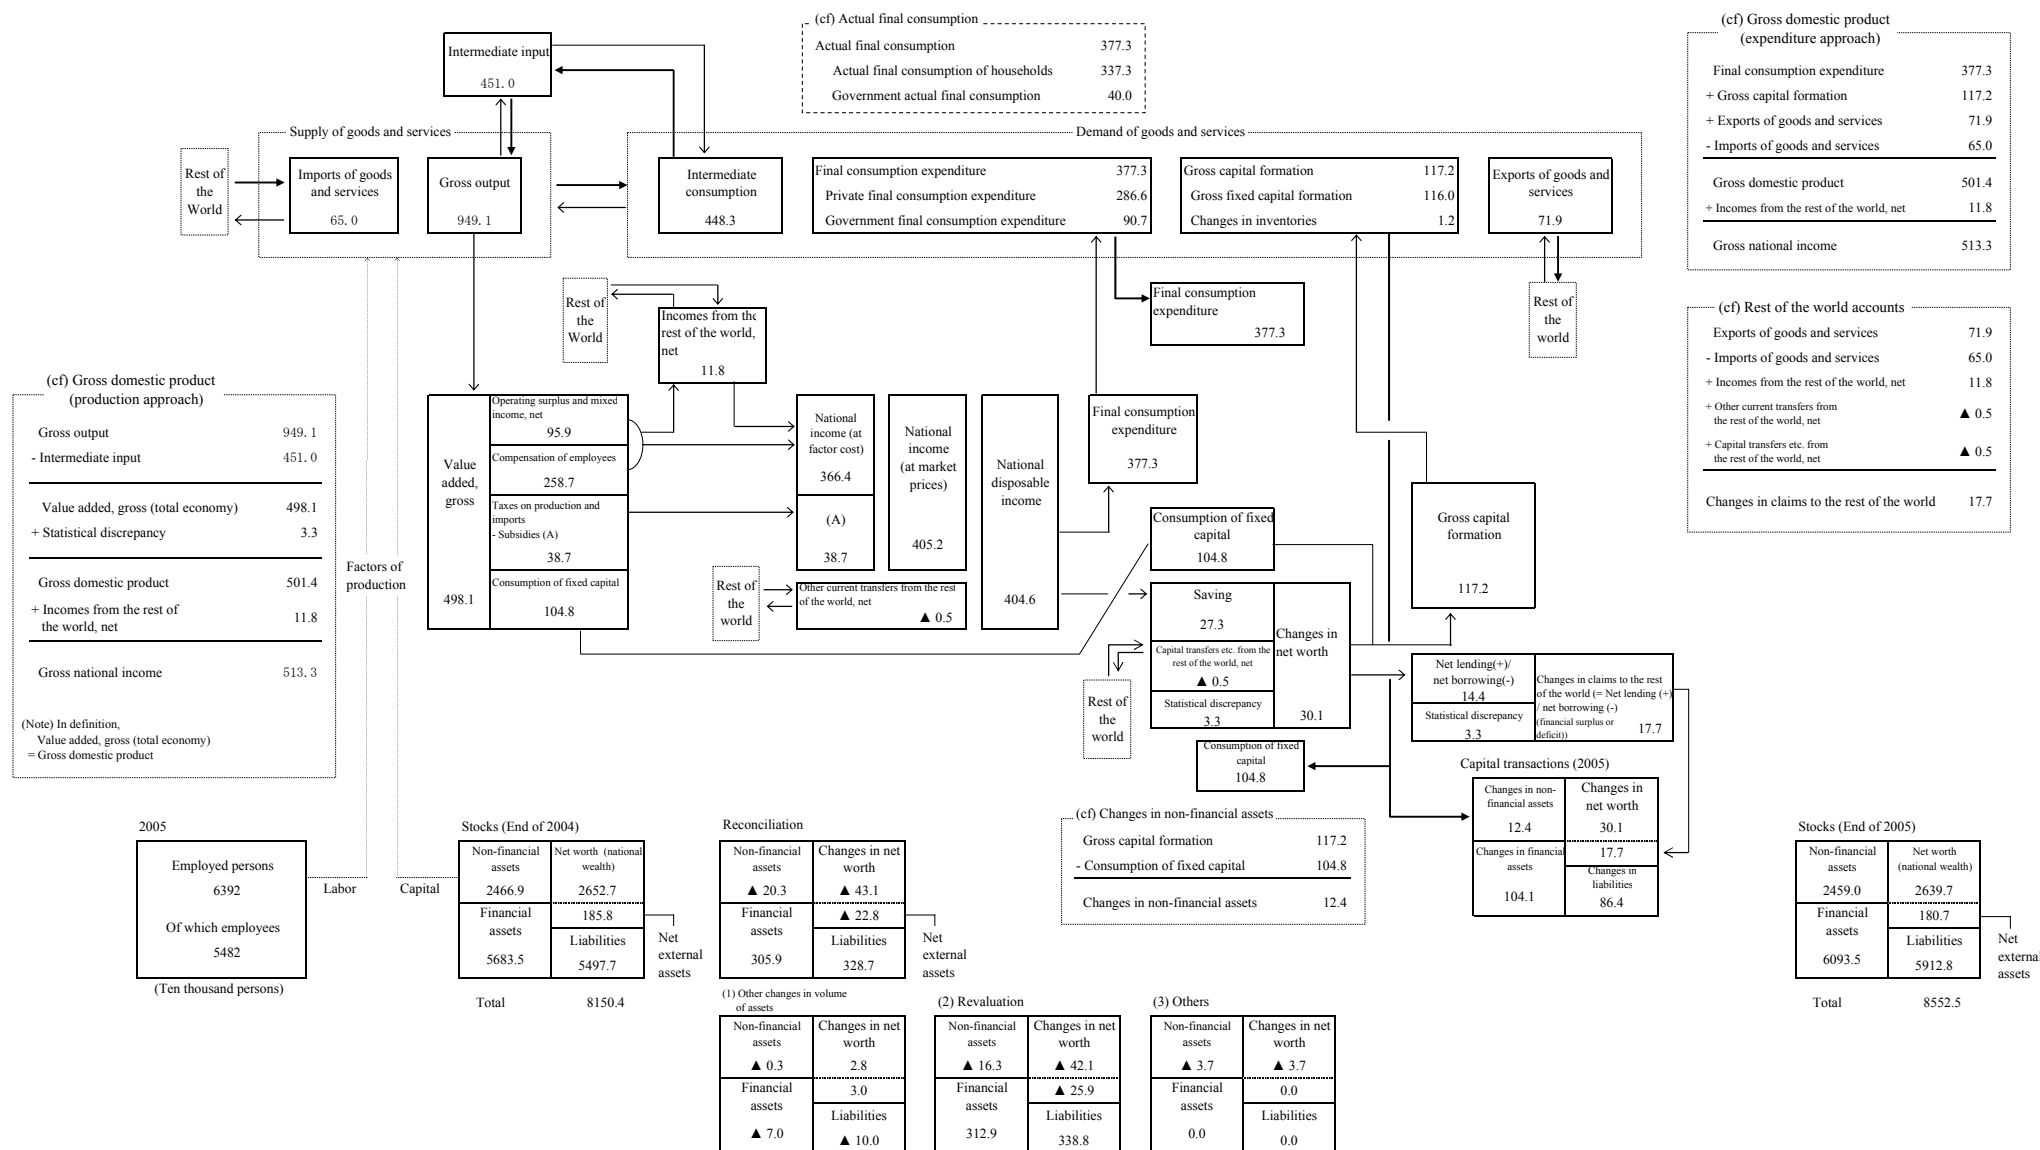 (cf) Actual final consumption
Actual final consumption 377.3
Actual final consumption of households 337.3
Government actual final consumption 40.0
(cf) Gross domestic product
(expenditure approach)
Final consumption expenditure 377.3
+ Gross capital formation 117.2
+ Exports of goods and services 71.9
- Imports of goods and services 65.0
Gross domestic product 501.4
+ Incomes from the rest of the world, net 11.8
Gross national income 513.3
Intermediate input
451.0
Supply of goods and services
Rest of
the
World
Imports of goods
and services
65.0
Gross output
949.1
Demand of goods and services
Intermediate
consumption
448.3
Final consumption expenditure 377.3
Private final consumption expenditure 286.6
Government final consumption expenditure 90.7
Gross capital formation 117.2
Gross fixed capital formation 116.0
Changes in inventories 1.2
Exports of goods and
services
71.9
Rest of
the
World
Incomes from the
rest of the world,
net
11.8
Final consumption
expenditure
377.3
Rest of
the
world
(cf) Rest of the world accounts
Exports of goods and services 71.9
- Imports of goods and services 65.0
+ Incomes from the rest of the world, net 11.8
+ Other current transfers from
the rest of the world, net ▲ 0.5
+ Capital transfers etc. from
the rest of the world, net ▲ 0.5
Changes in claims to the rest of the world 17.7
(cf) Gross domestic product
(production approach)
Gross output 949.1
- Intermediate input 451.0
Value added, gross (total economy) 498.1
+ Statistical discrepancy 3.3
Gross domestic product 501.4
+ Incomes from the rest of
the world, net 11.8
Gross national income 513.3
(Note) In definition,
Value added, gross (total economy)
= Gross domestic product
Factors of
production
Value
added,
gross
498.1
Operating surplus and mixed
income, net
95.9
Compensation of employees
258.7
Taxes on production and
imports
- Subsidies (A)
38.7
Consumption of fixed capital
104.8
National
income (at
factor cost)
366.4
(A)
38.7
National
income
(at market
prices)
405.2
Rest of
the
world
Other current transfers from the rest
of the world, net
▲ 0.5
National
disposable
income
404.6
Final consumption
expenditure
377.3
Consumption of fixed
capital
104.8
Saving
27.3
Capital transfers etc. from the
rest of the world, net
▲ 0.5
Statistical discrepancy
3.3
Changes in
net worth
30.1
Rest of
the
world
Gross capital
formation
117.2
Net lending(+)/
net borrowing(-)
14.4
Statistical discrepancy
3.3
Changes in claims to the rest
of the world (= Net lending (+)
/ net borrowing (-)
(financial surplus or
deficit)) 17.7
Consumption of fixed
capital
104.8
Capital transactions (2005)
Changes in non-
financial assets
12.4
Changes in
net worth
30.1
17.7
Changes in financial
assets
104.1
Changes in
liabilities
86.4
(cf) Changes in non-financial assets
Gross capital formation 117.2
- Consumption of fixed capital 104.8
Changes in non-financial assets 12.4
2005
Employed persons
6392
Of which employees
5482
(Ten thousand persons)
Labor
Capital
Stocks (End of 2004)
Non-financial
assets
2466.9
Net worth (national
wealth)
2652.7
185.8
Financial
assets
5683.5
Liabilities
5497.7
Net
external
assets
Total 8150.4
Reconciliation
Non-financial
assets
▲ 20.3
Changes in net
worth
▲ 43.1
▲ 22.8
Financial
assets
305.9
Liabilities
328.7
Net
external
assets
Stocks (End of 2005)
Non-financial
assets
2459.0
Net worth
(national wealth)
2639.7
180.7
Financial
assets
6093.5
Liabilities
5912.8
Net
external
assets
Total 8552.5
(1) Other changes in volume
of assets
Non-financial
assets
▲ 0.3
Changes in net
worth
2.8
3.0
Financial
assets
▲ 7.0
Liabilities
▲ 10.0
(2) Revaluation
Non-financial
assets
▲ 16.3
Changes in net
worth
▲ 42.1
▲ 25.9
Financial
assets
312.9
Liabilities
338.8
(3) Others
Non-financial
assets
▲ 3.7
Changes in net
worth
▲ 3.7
0.0
Financial
assets
0.0
Liabilities
0.0